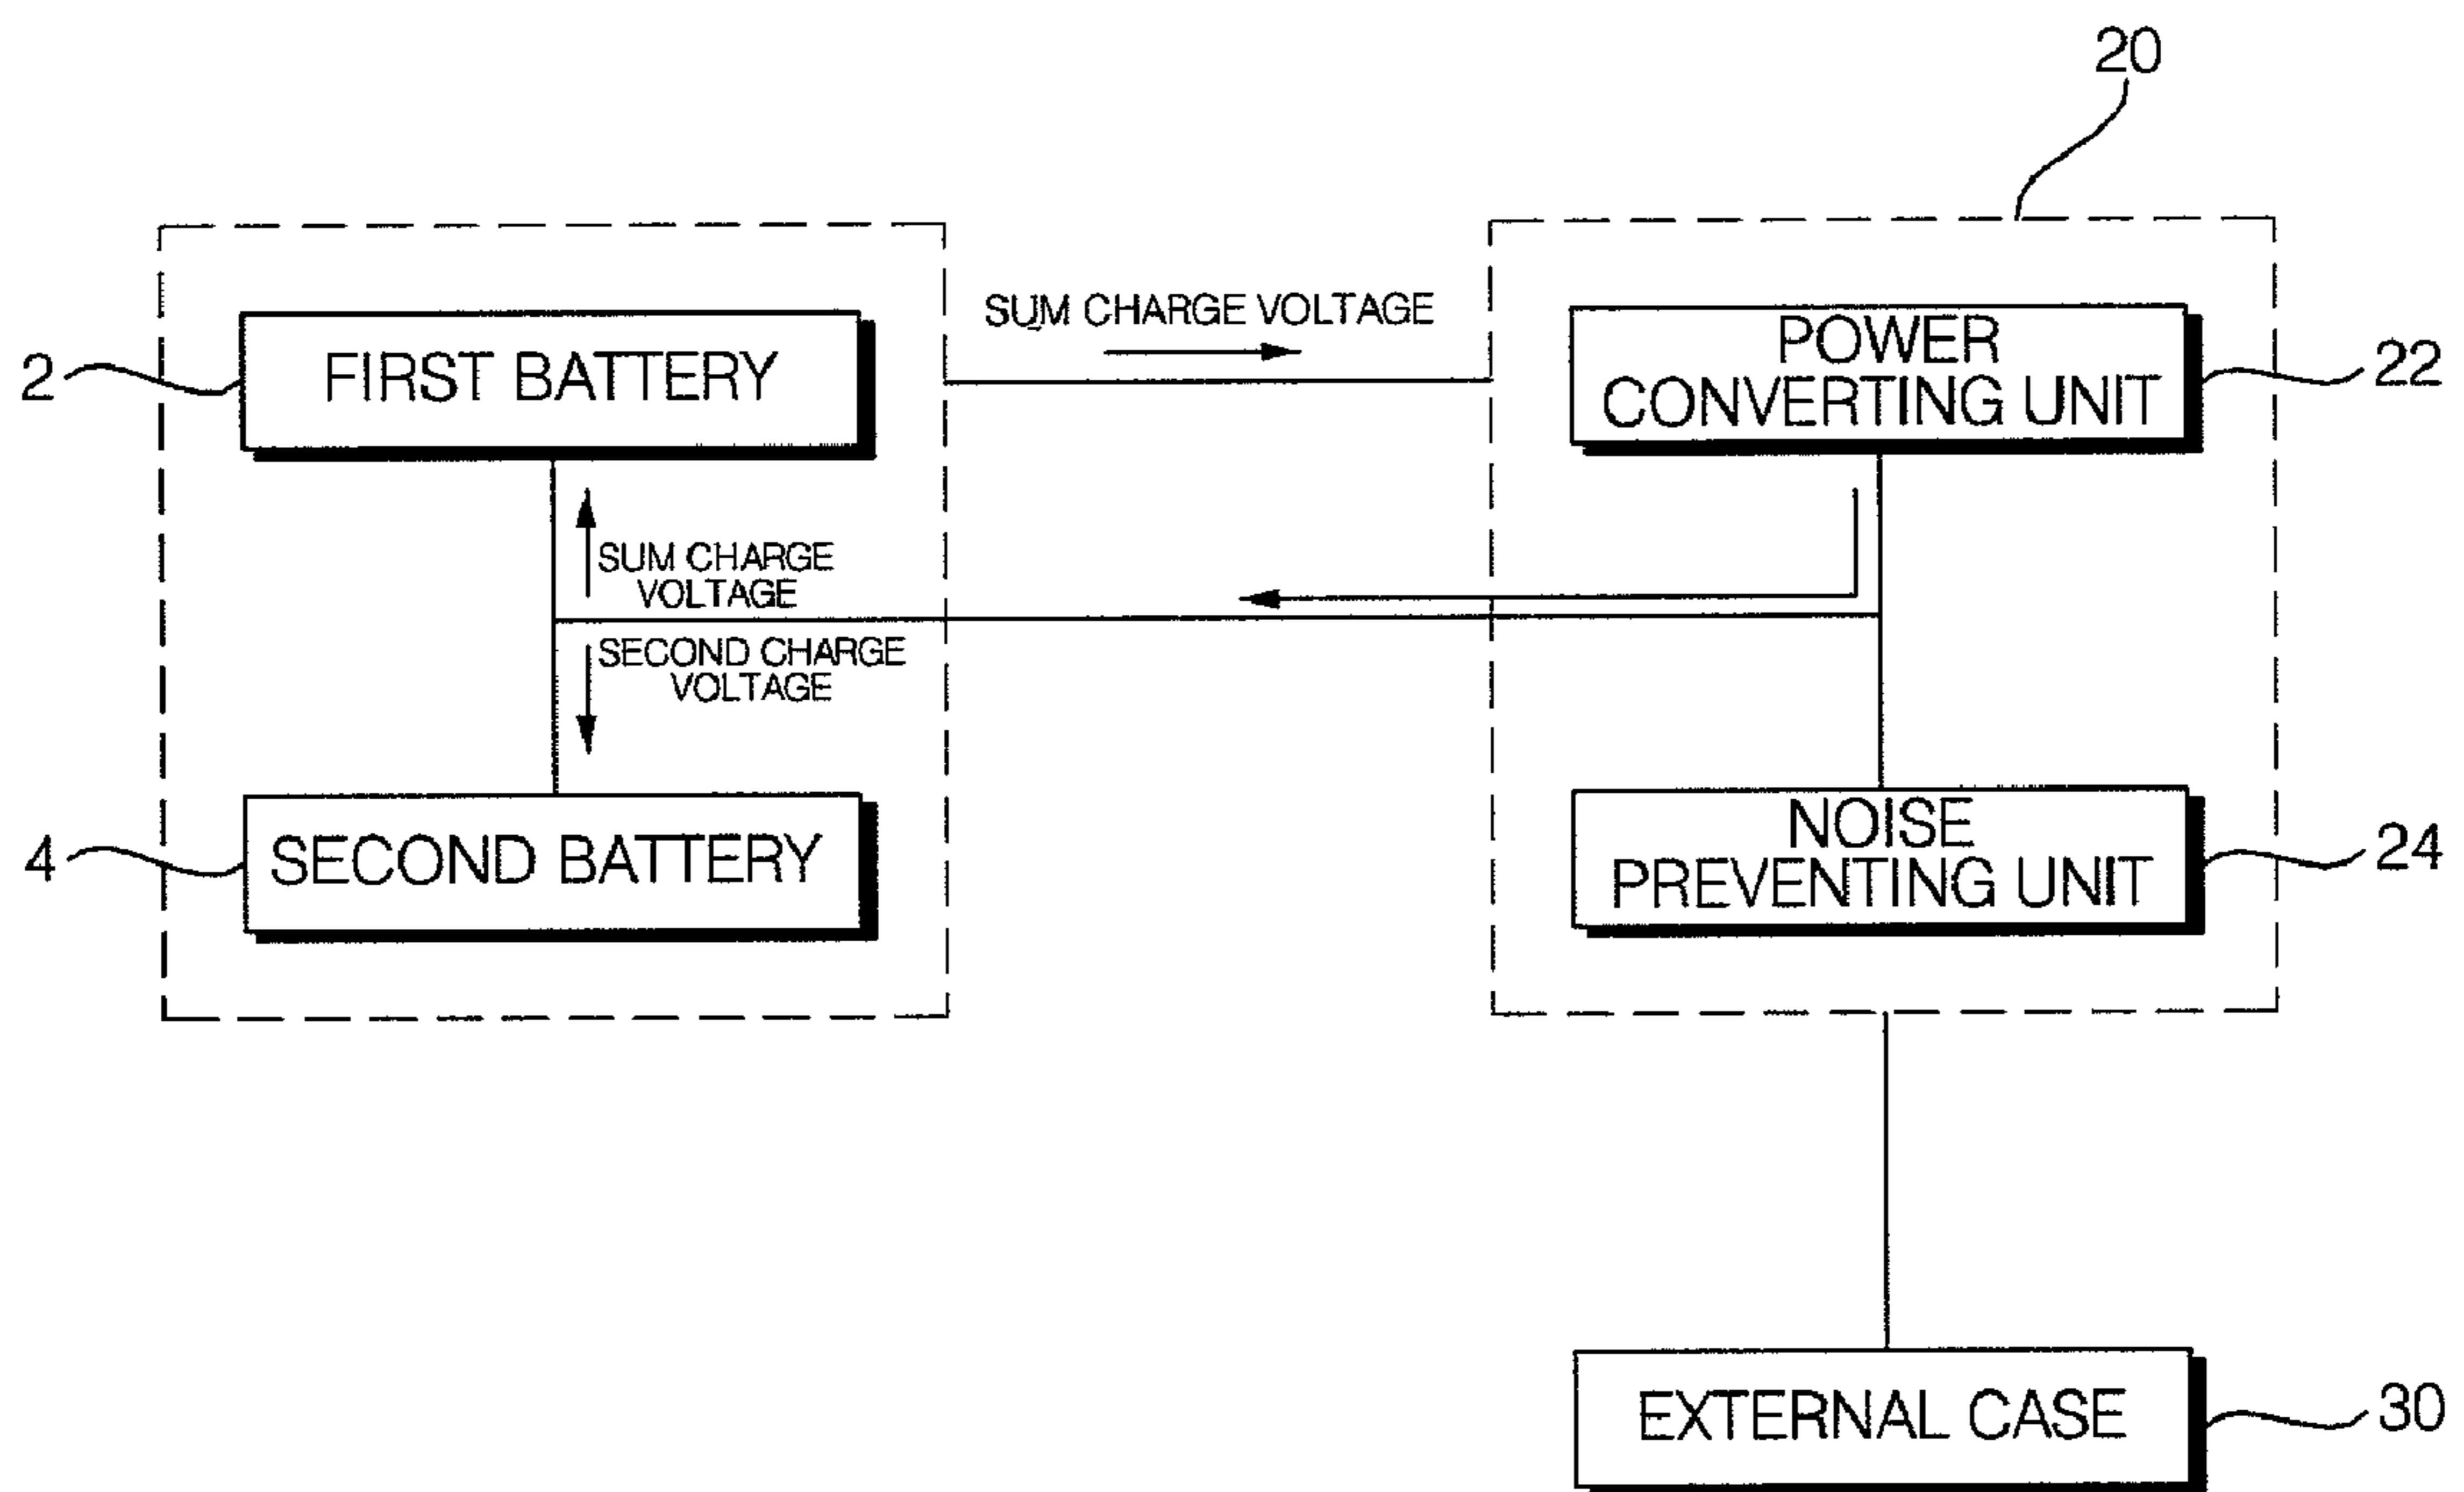 20
SUM CHARGE VOLTAGE
2
FIRST BATTERY
POWER
CONVERTING UNIT
22
SUM CHARGE
VOLTAGE
SECOND CHARGE
VOLTAGE
4
SECOND BATTERY
NOISE
PREVENTING UNIT
24
EXTERNAL CASE
30